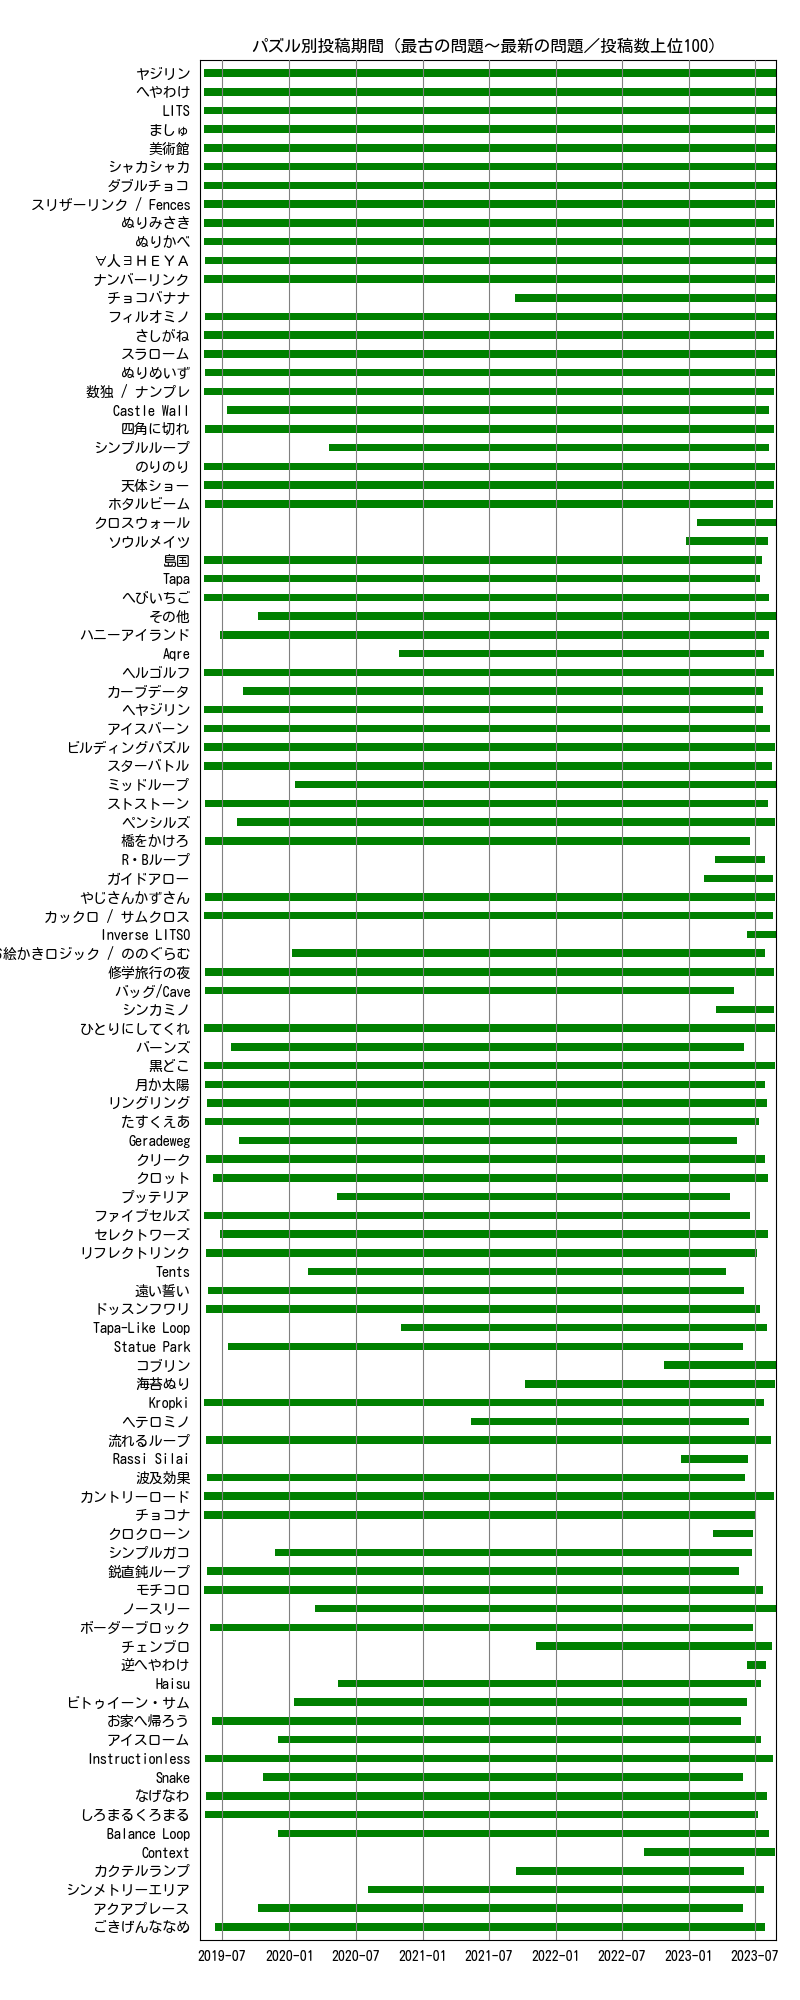 パズル別投稿期間（最古の問題～最新の問題／投稿数上位100）
ヤジリン
へやわけ
LITS
ましゅ
美術館
シャカシャカ
ダブルチョコ
スリザーリンク / Fences
ぬりみさき
ぬりかべ
∀人ヨＨＥＹＡ
ナンバーリンク
チョコバナナ
フィルオミノ
さしがね
スラローム
ぬりめいず
数独 / ナンプレ
Castle Wall
四角に切れ
シンプルループ
のりのり
天体ショー
ホタルビーム
クロスウォール
ソウルメイツ
島国
Tapa
へびいちご
その他
ハニーアイランド
Aqre
ヘルゴルフ
カーブデータ
ヘヤジリン
アイスバーン
ビルディングパズル
スターバトル
ミッドループ
ストストーン
ペンシルズ
橋をかけろ
R・Bループ
ガイドアロー
やじさんかずさん
カックロ / サムクロス
Inverse LITSO
絵かきロジック / ののぐらむ
修学旅行の夜
バッグ/Cave
シンカミノ
ひとりにしてくれ
バーンズ
黒どこ
月か太陽
リングリング
たすくえあ
Geradeweg
クリーク
クロット
プッテリア
ファイブセルズ
セレクトワーズ
リフレクトリンク
Tents
遠い誓い
ドッスンフワリ
Tapa-Like Loop
Statue Park
コブリン
海苔ぬり
Kropki
ヘテロミノ
流れるループ
Rassi Silai
波及効果
カントリーロード
チョコナ
クロクローン
シンプルガコ
鋭直鈍ループ
モチコロ
ノースリー
ボーダーブロック
チェンブロ
逆へやわけ
Haisu
ビトゥイーン・サム
お家へ帰ろう
アイスローム
Instructionless
Snake
なげなわ
しろまるくろまる
Balance Loop
Context
カクテルランプ
シンメトリーエリア
アクアプレース
ごきげんななめ
2019-07 2020-01 2020-07 2021-01 2021-07 2022-01 2022-07 2023-01 2023-07